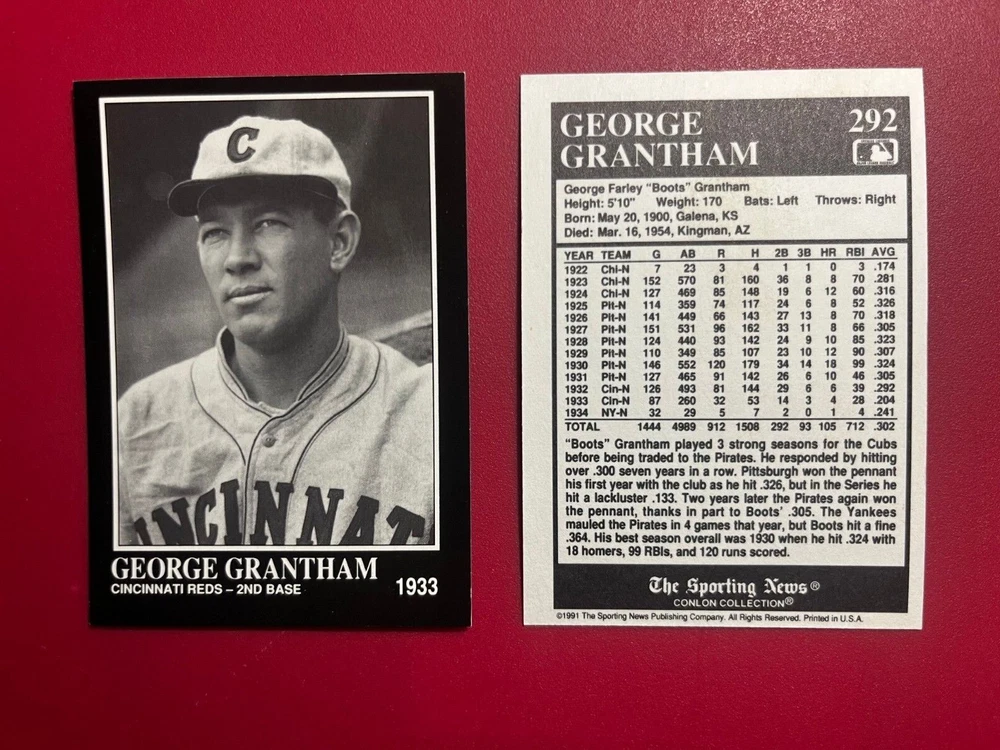 C
CINCINNAT
GEORGE GRANTHAM
CINCINNATI REDS – 2ND BASE
1933
GEORGE
GRANTHAM
292
George Farley "Boots" Grantham
Height: 5'10" Weight: 170 Bats: Left Throws: Right
Born: May 20, 1900, Galena, KS
Died: Mar. 16, 1954, Kingman, AZ
YEAR TEAM G AB R H 2B 3B HR RBI AVG
1922 Chi-N 7 23 3 4 1 1 0 3 .174
1923 Chi-N 152 570 81 160 36 8 8 70 .281
1924 Chi-N 127 469 85 148 19 6 12 60 .316
1925 Pit-N 114 359 74 117 24 6 8 52 .326
1926 Pit-N 141 449 66 143 27 13 8 70 .318
1927 Pit-N 151 531 96 162 33 11 8 66 .305
1928 Pit-N 124 440 93 142 24 9 10 85 .323
1929 Pit-N 110 349 85 107 23 10 12 90 .307
1930 Pit-N 146 552 120 179 34 14 18 99 .324
1931 Pit-N 127 465 91 142 26 6 10 46 .305
1932 Cin-N 126 493 81 144 29 6 6 39 .292
1933 Cin-N 87 260 32 53 14 3 4 28 .204
1934 NY-N 32 29 5 7 2 0 1 4 .241
TOTAL 1444 4989 912 1508 292 93 105 712 .302
"Boots" Grantham played 3 strong seasons for the Cubs
before being traded to the Pirates. He responded by hitting
over .300 seven years in a row. Pittsburgh won the pennant
his first year with the club as he hit .326, but in the Series he
hit a lackluster .133. Two years later the Pirates again won
the pennant, thanks in part to Boots' .305. The Yankees
mauled the Pirates in 4 games that year, but Boots hit a fine
.364. His best season overall was 1930 when he hit .324 with
18 homers, 99 RBIs, and 120 runs scored.
The Sporting News®
CONLON COLLECTION®
©1991 The Sporting News Publishing Company. All Rights Reserved. Printed in U.S.A.